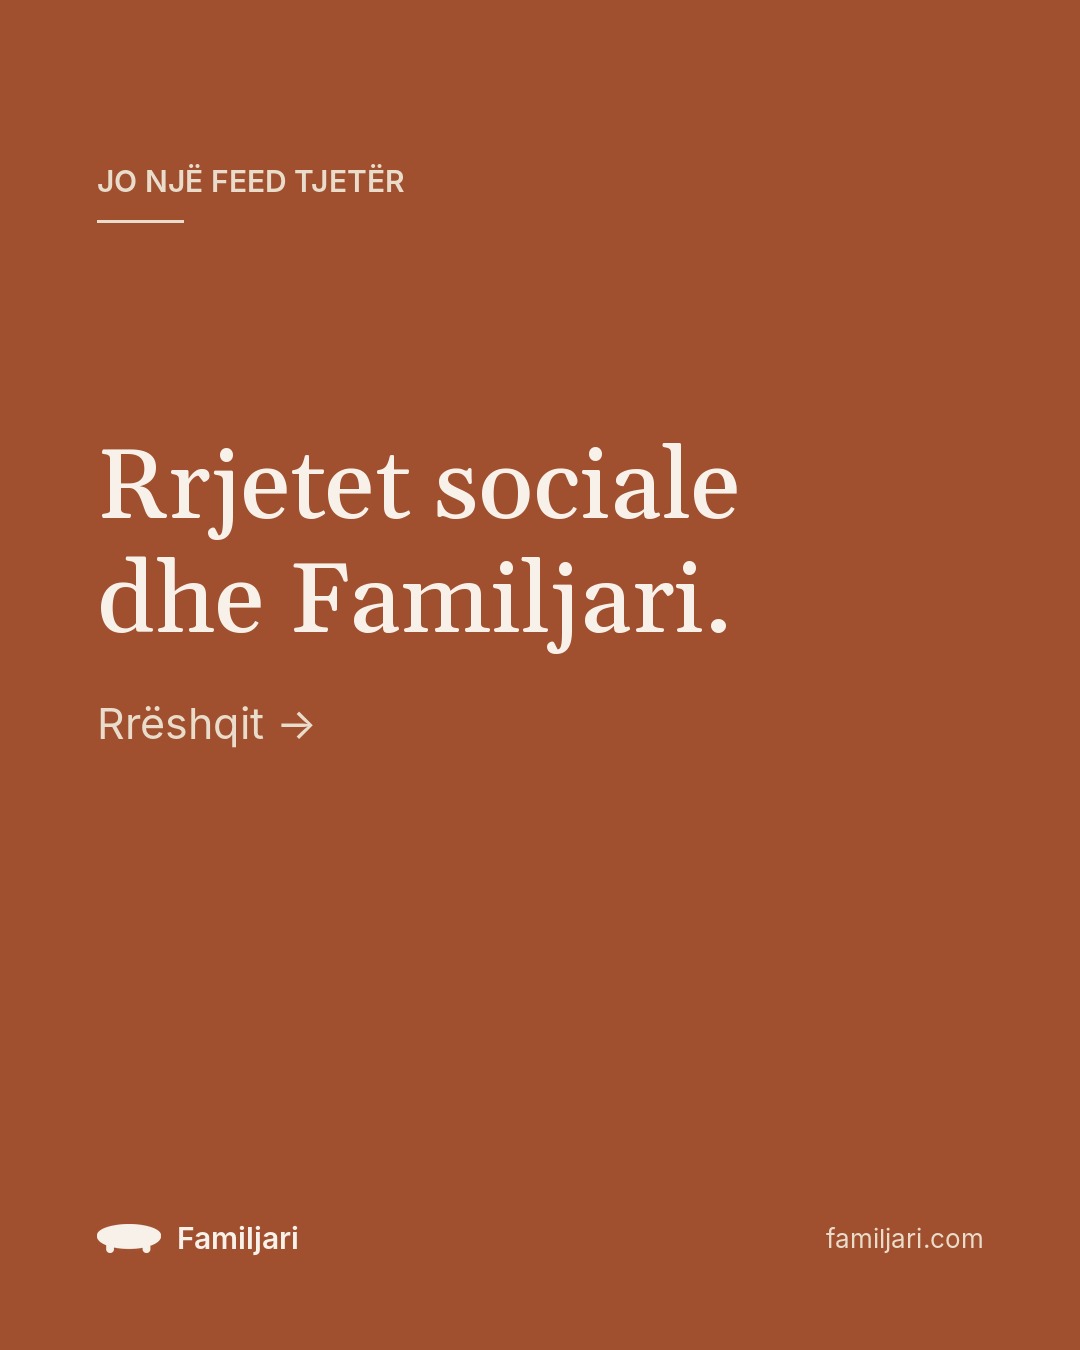 JO NJË FEED TJETËR
Rrjetet sociale
dhe Familjari.
Rrëshqit →
Familjari
familjari.com